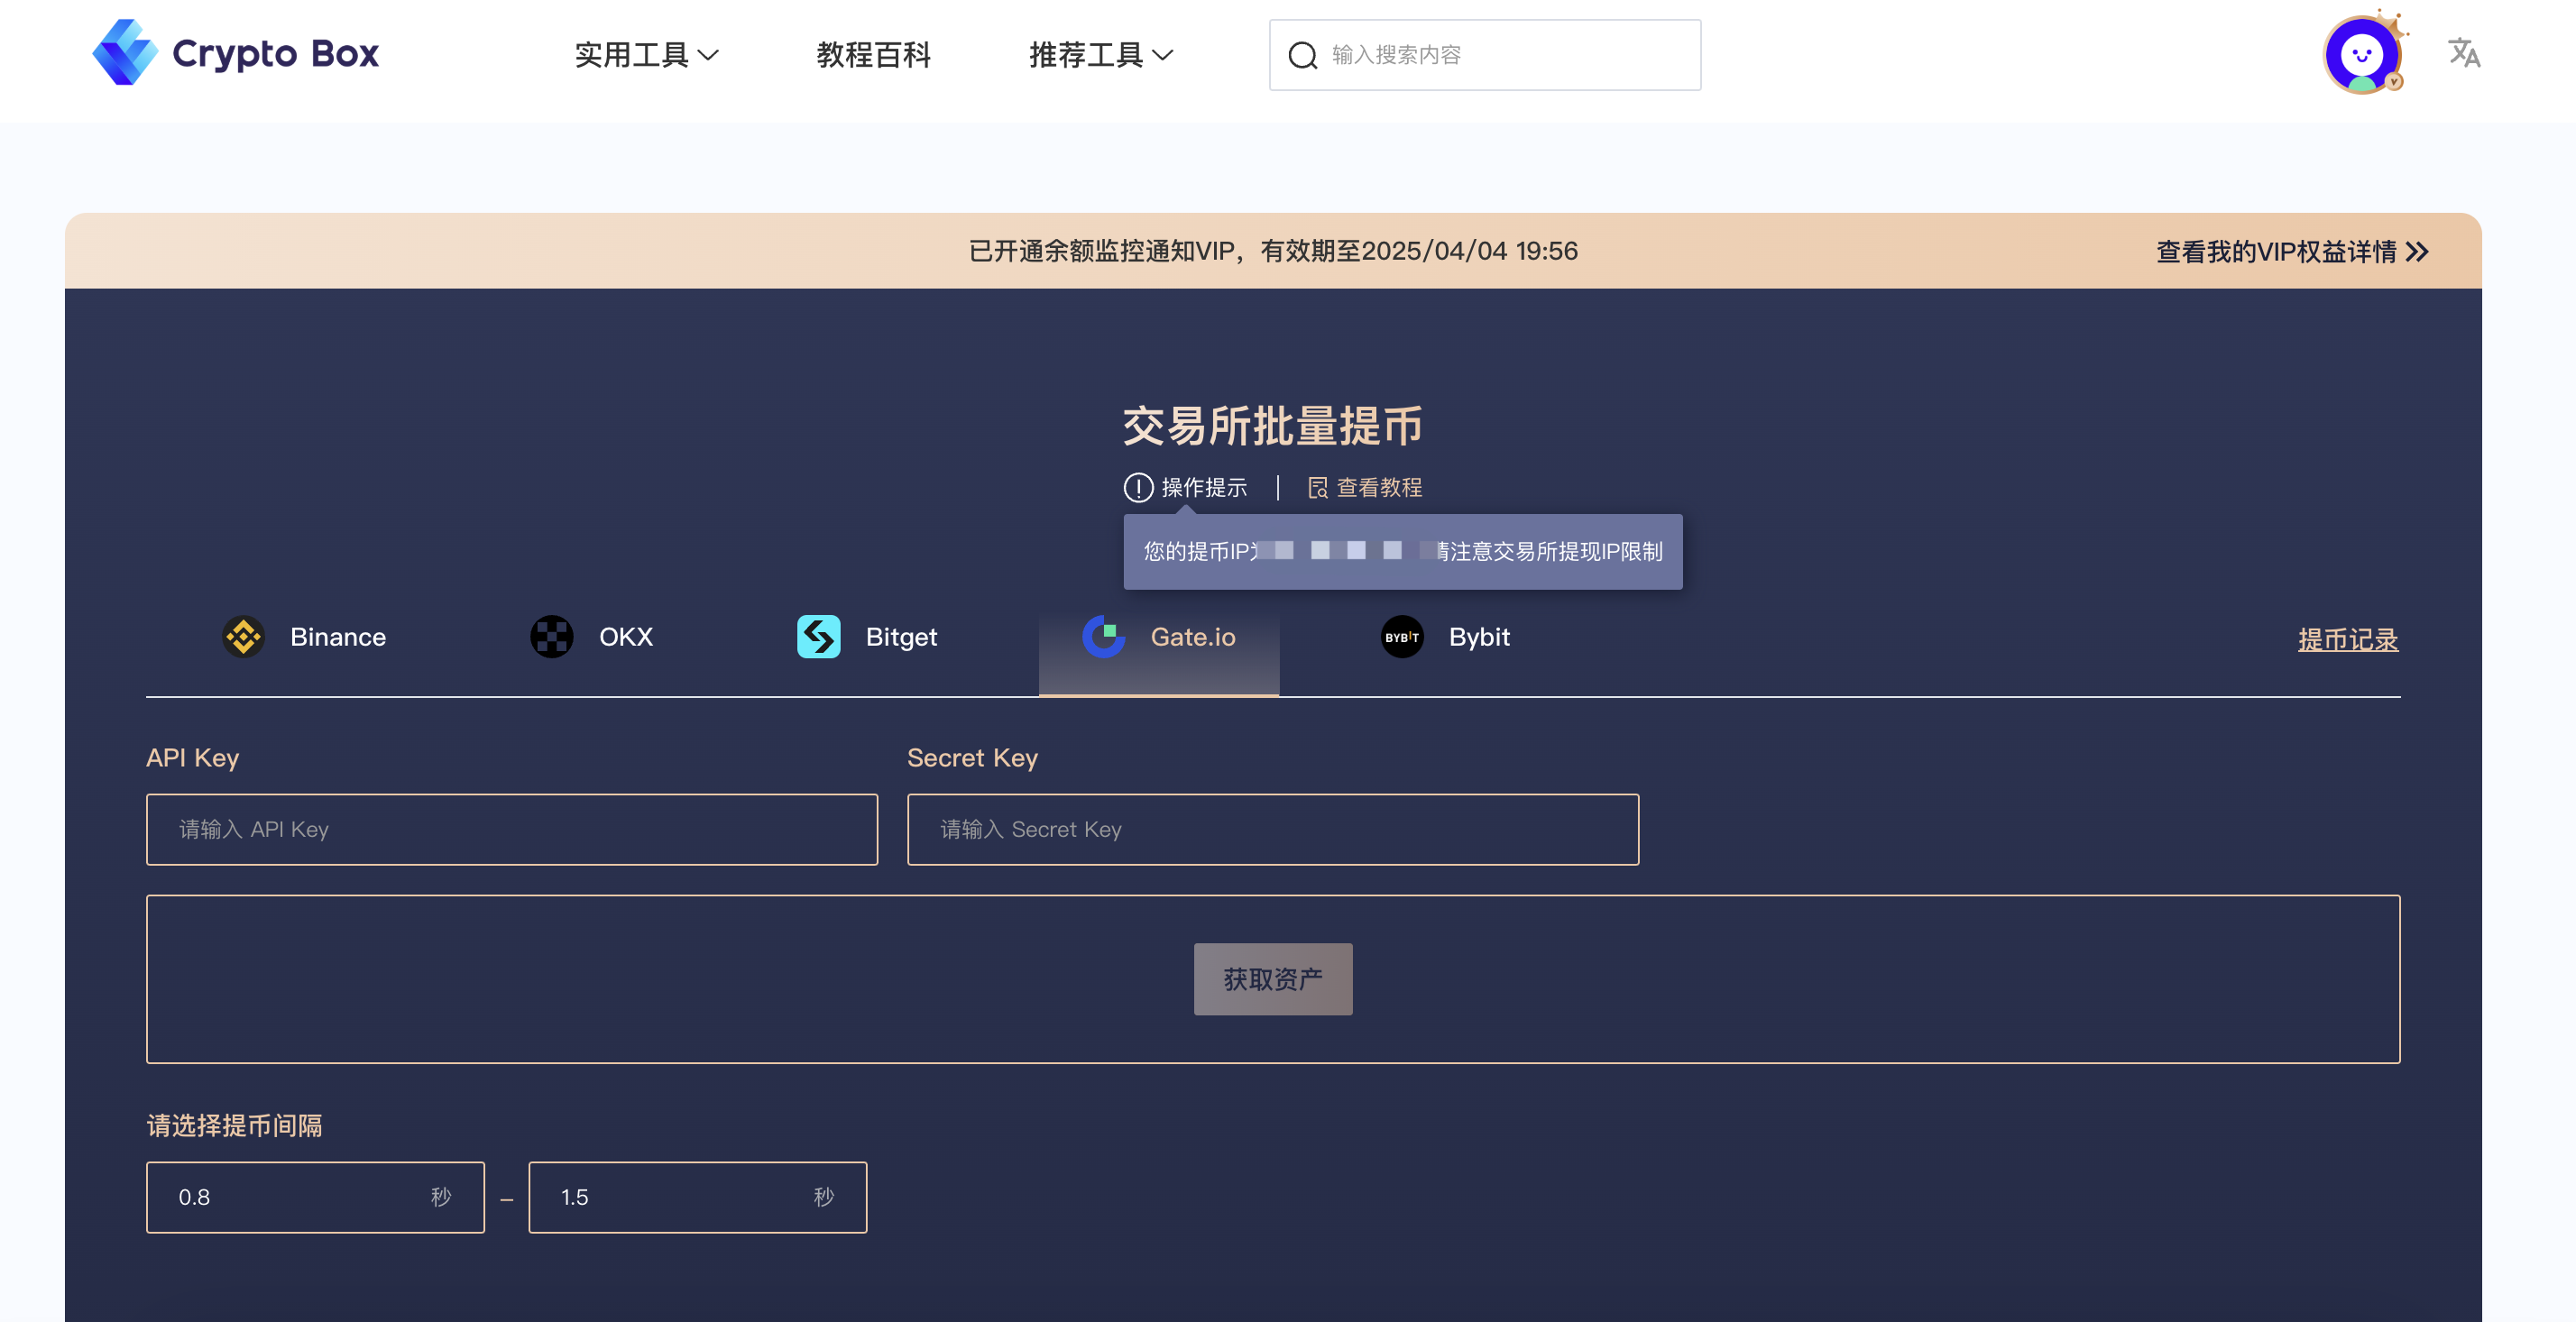 Crypto Box
实用工具
教程百科
推荐工具
输入搜索内容
已开通余额监控通知VIP，有效期至2025/04/04 19:56
查看我的VIP权益详情
交易所批量提币
操作提示
查看教程
您的提币IP 注意交易所提现IP限制
Binance
OKX
Bitget
Gate.io
BYBIT
Bybit
提币记录
API Key
Secret Key
请输入 API Key
请输入 Secret Key
获取资产
请选择提币间隔
0.8 秒 – 1.5 秒